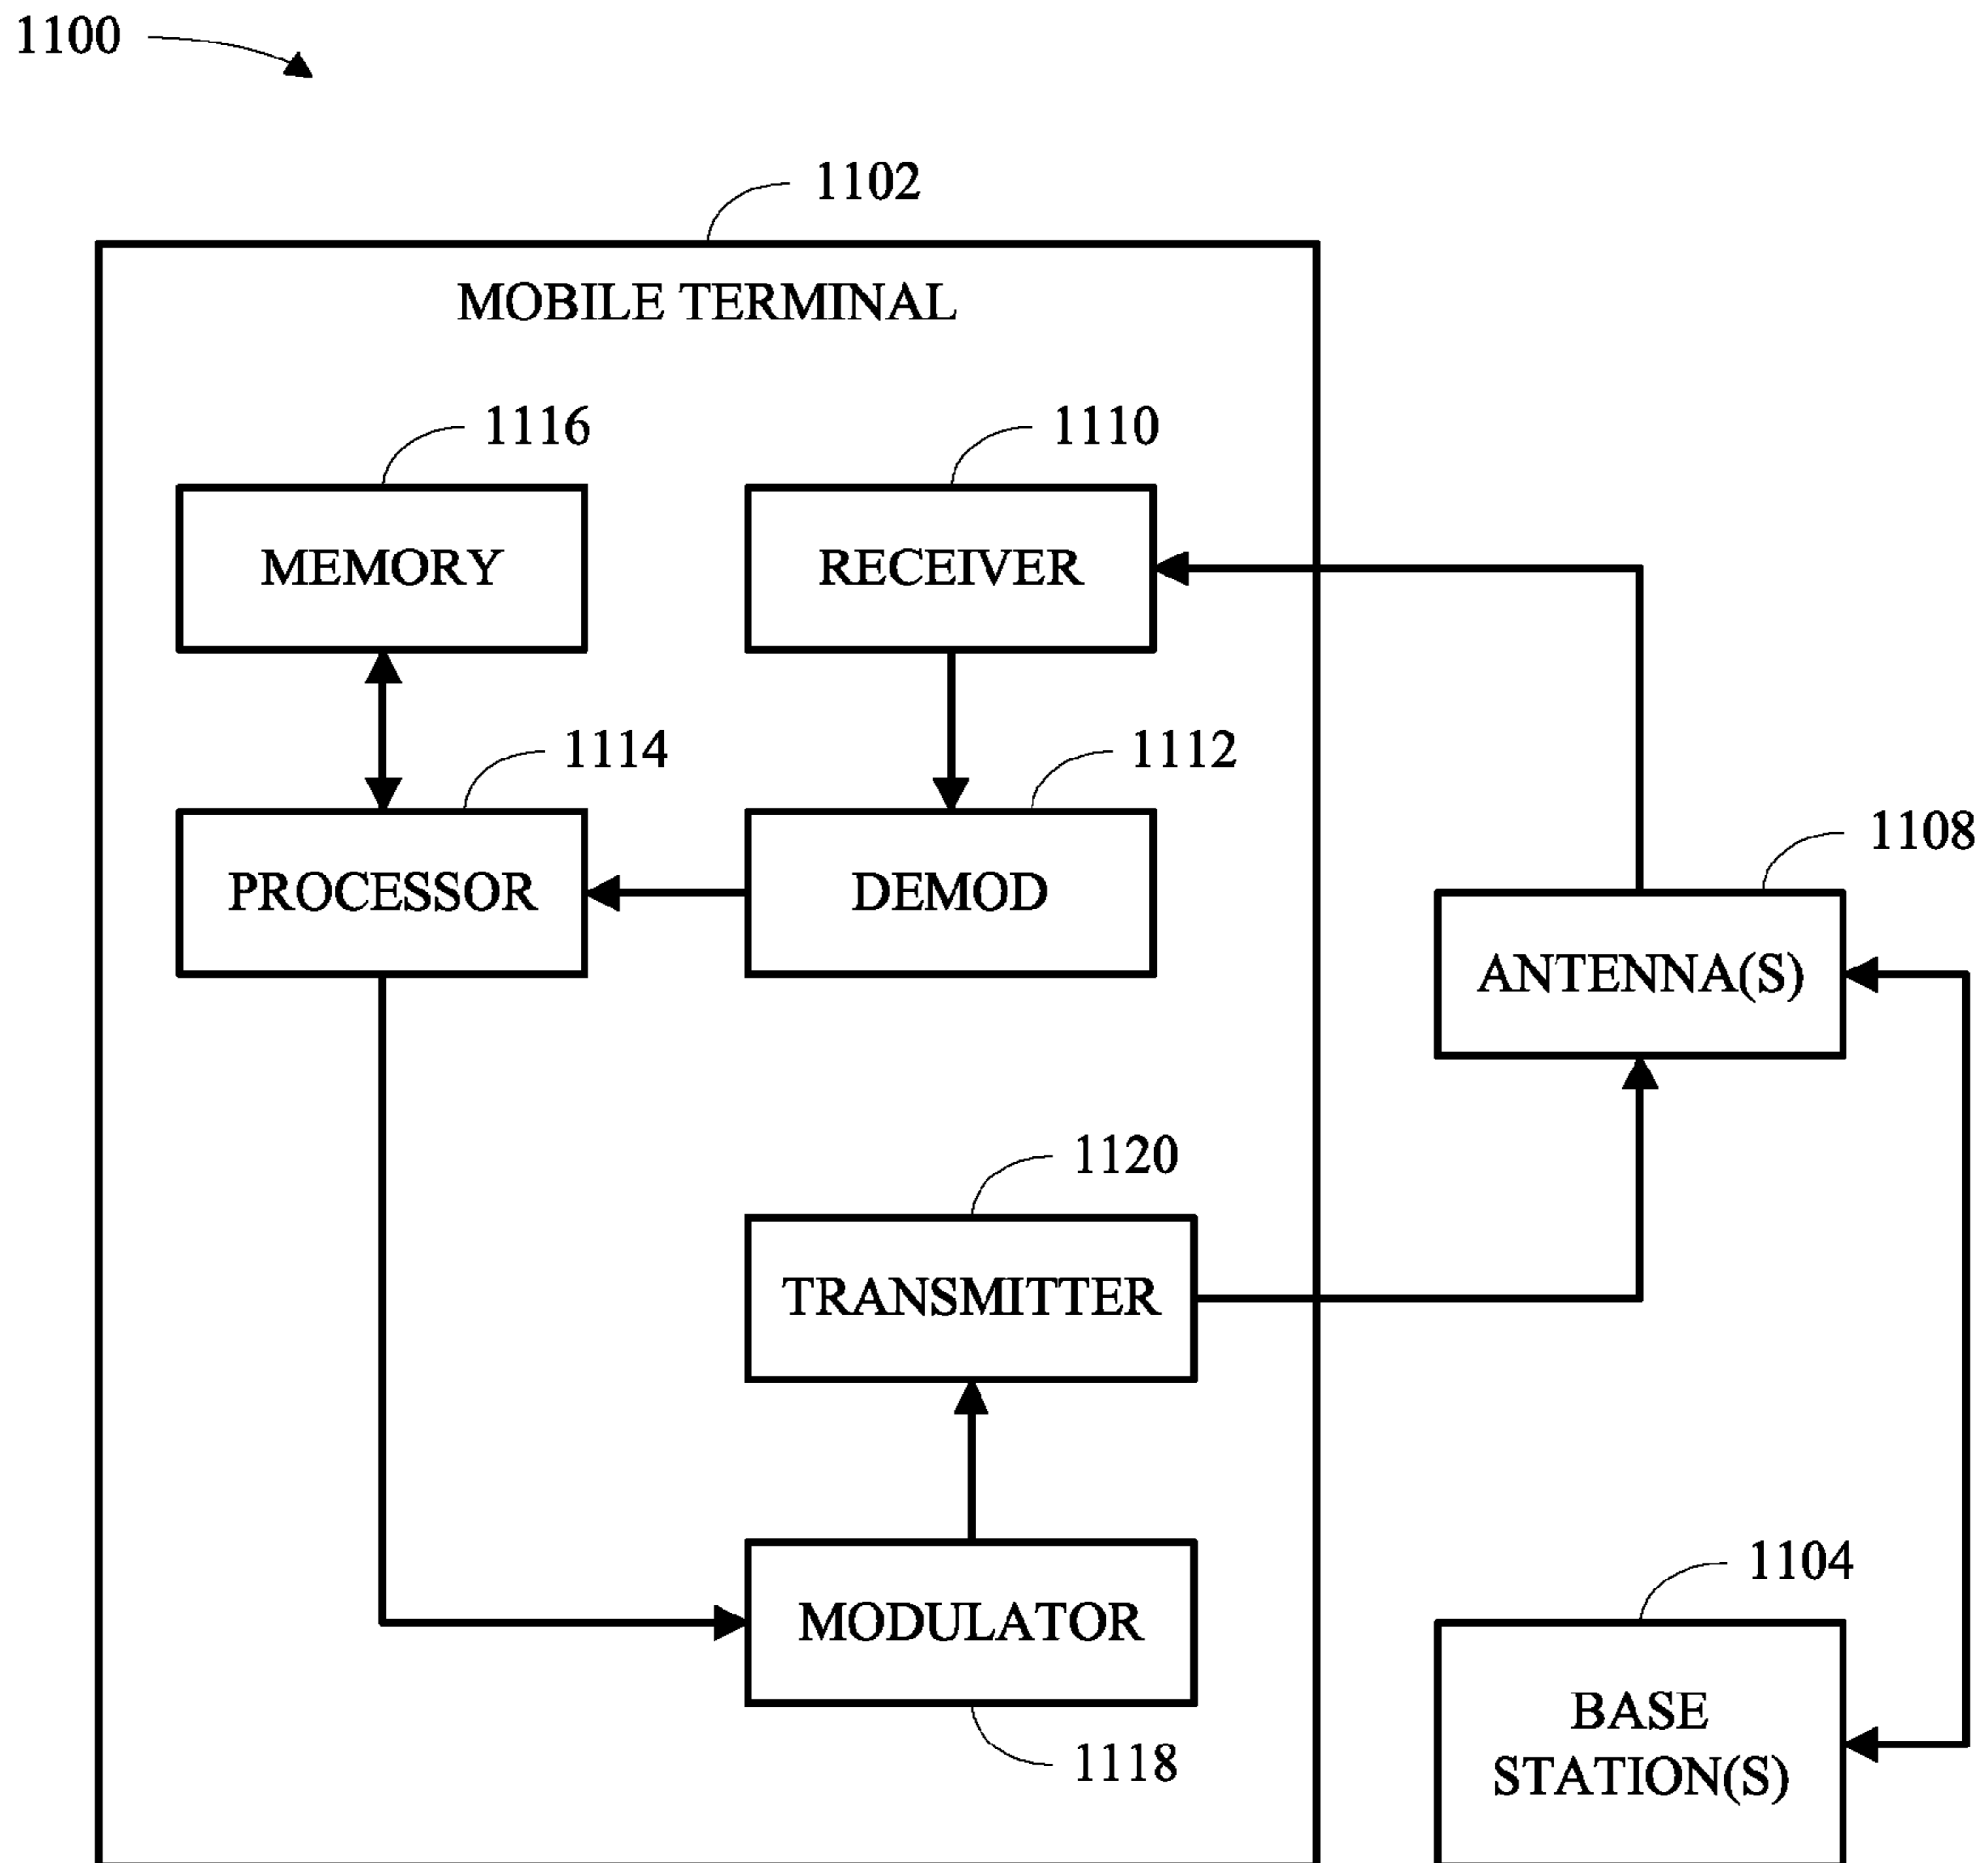 1100
1102
MOBILE TERMINAL
1116
1110
MEMORY
RECEIVER
1114
1112
1108
PROCESSOR
DEMOD
ANTENNA(S)
1120
TRANSMITTER
1104
MODULATOR
BASE
STATION(S)
1118